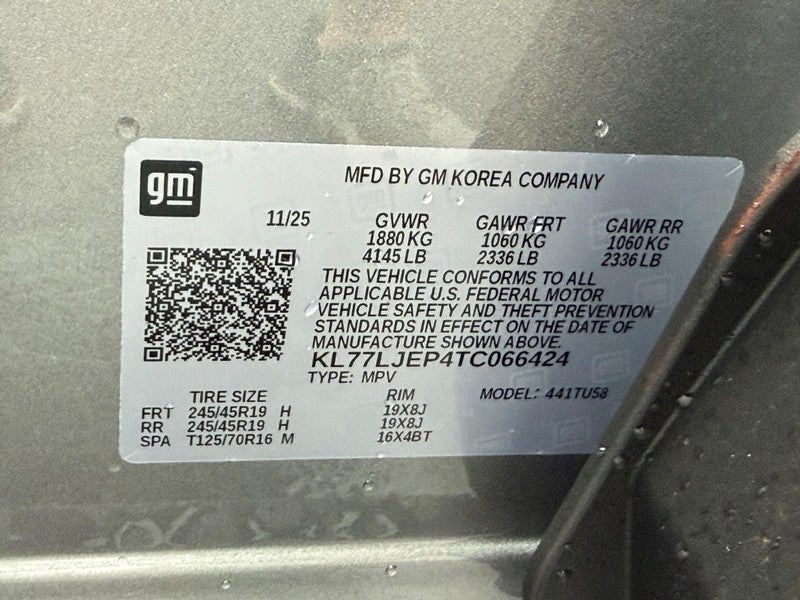 gm
MFD BY GM KOREA COMPANY
11/25 GVWR GAWR FRT GAWR RR
1880 KG 1060 KG 1060 KG
4145 LB 2336 LB 2336 LB
THIS VEHICLE CONFORMS TO ALL
APPLICABLE U.S. FEDERAL MOTOR
VEHICLE SAFETY AND THEFT PREVENTION
STANDARDS IN EFFECT ON THE DATE OF
MANUFACTURE SHOWN ABOVE.
KL77LJEP4TC066424
TYPE: MPV
TIRE SIZE RIM MODEL: 441TU58
FRT 245/45R19 H 19X8J
RR 245/45R19 H 19X8J
SPA T125/70R16 M 16X4BT